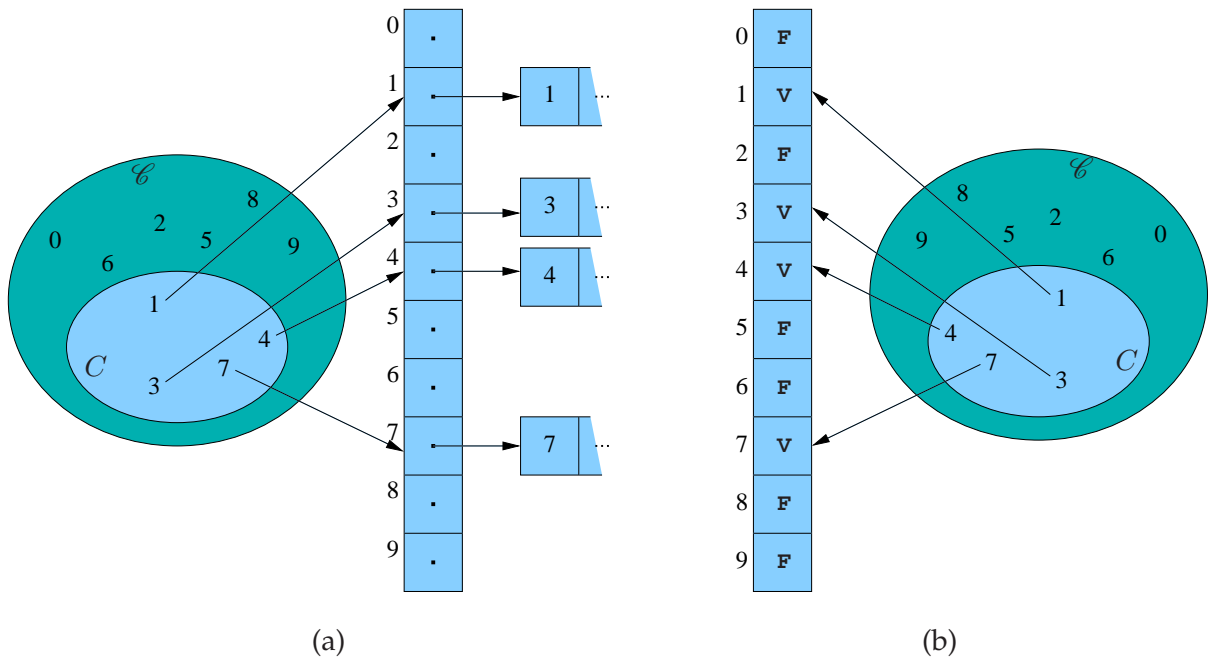 0 .
1 . 1 ...
2 .
3 . 3 ...
4 . 4 ...
5 .
6 .
7 . 7 ...
8 .
9 .
𝒞
8
2
0 5 9
6
1
4
C 3 7
(a)
0 F
1 V
2 F
3 V
4 V
5 F
6 F
7 V
8 F
9 F
𝒞
8
2
9 5 0
6
1
4
7 C
3
(b)